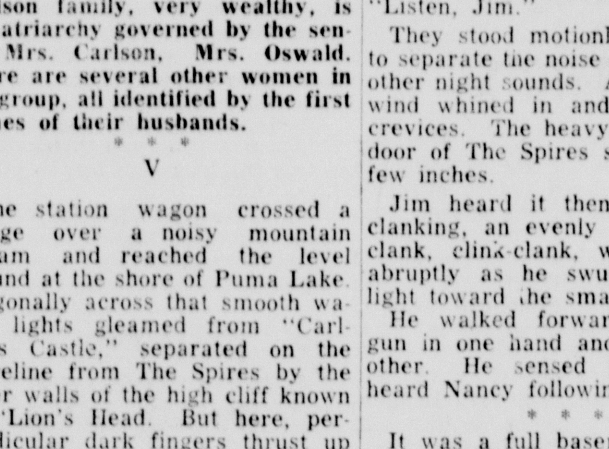 ison family, very wealthy, is
atriarchy governed by the sen-
Mrs. Carlson, Mrs. Oswald.
re are several other women in
group, all identified by the first
es of their husbands.
* * *
V
he station wagon crossed a
ge over a noisy mountain
am and reached the level
und at the shore of Puma Lake.
gonally across that smooth wa-
lights gleamed from "Carl-
s Castle," separated on the
eline from The Spires by the
r walls of the high cliff known
'Lion's Head. But here, per-
dicular dark fingers thrust up
"Listen, Jim."
They stood motionl
to separate the noise
other night sounds. A
wind whined in and
crevices. The heavy
door of The Spires s
few inches.
Jim heard it then
clanking, an evenly
clank, clink-clank, w
abruptly as he swu
light toward the sma
He walked forwar
gun in one hand and
other. He sensed
heard Nancy followin
* * *
It was a full basem